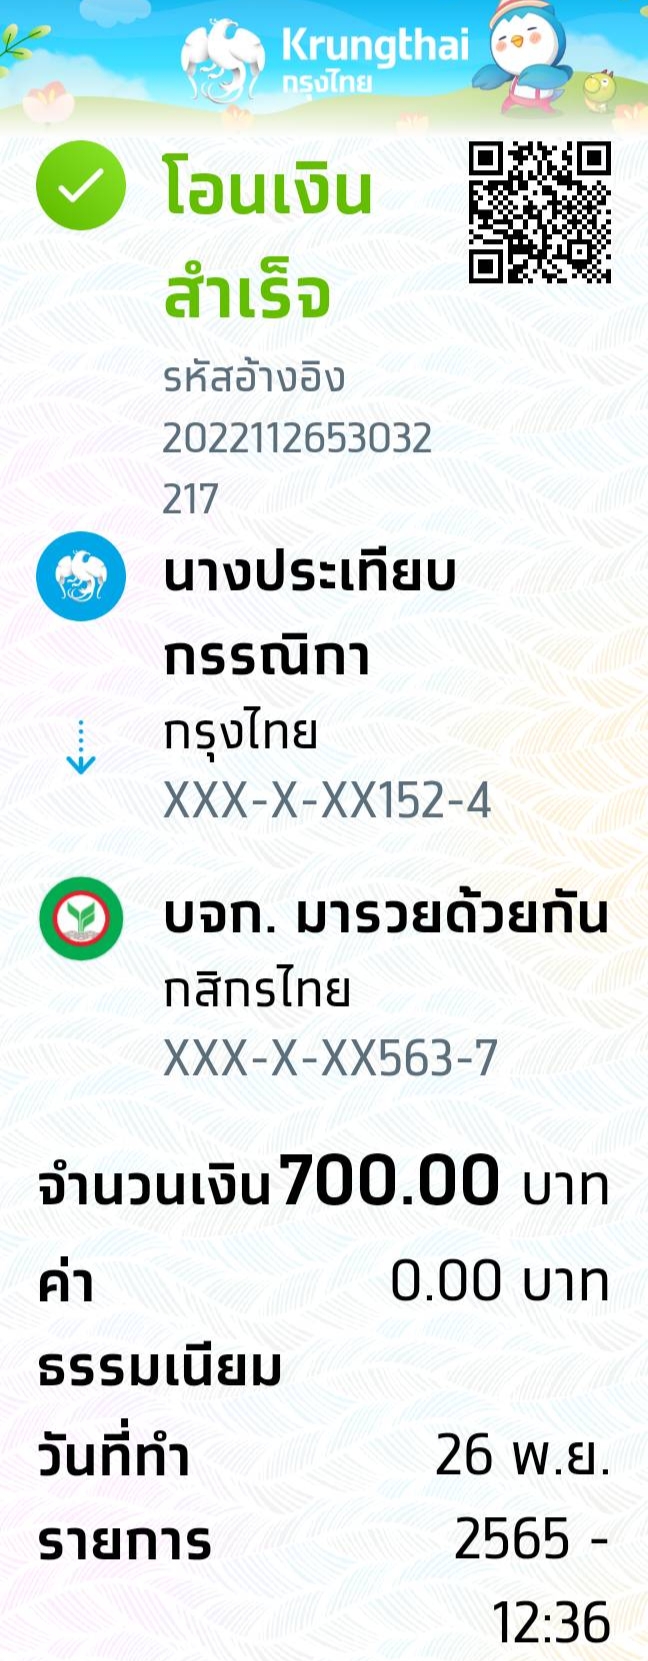 Krungthai
กรุงไทย
โอนเงิน
สำเร็จ
รหัสอ้างอิง
2022112653032
217
นางประเทียบ
กรรณิกา
กรุงไทย
XXX-X-XX152-4
บจก. มารวยด้วยกัน
กสิกรไทย
XXX-X-XX563-7
จำนวนเงิน 700.00 บาท
ค่า 0.00 บาท
ธรรมเนียม
วันที่ทำ 26 พ.ย.
รายการ 2565 -
12:36